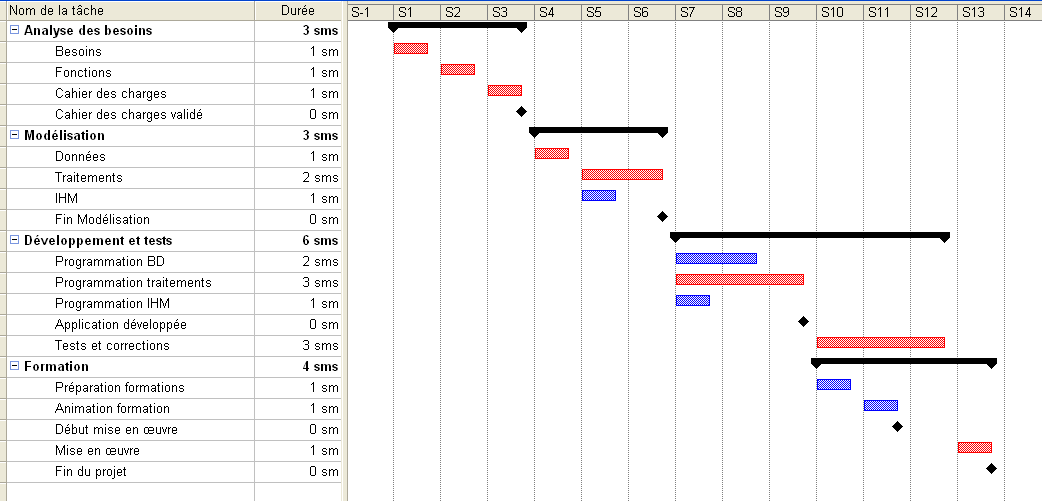 Nom de la tâche Durée S-1 S1 S2 S3 S4 S5 S6 S7 S8 S9 S10 S11 S12 S13 S14
Analyse des besoins 3 sms
Besoins 1 sm
Fonctions 1 sm
Cahier des charges 1 sm
Cahier des charges validé 0 sm
Modélisation 3 sms
Données 1 sm
Traitements 2 sms
IHM 1 sm
Fin Modélisation 0 sm
Développement et tests 6 sms
Programmation BD 2 sms
Programmation traitements 3 sms
Programmation IHM 1 sm
Application développée 0 sm
Tests et corrections 3 sms
Formation 4 sms
Préparation formations 1 sm
Animation formation 1 sm
Début mise en œuvre 0 sm
Mise en œuvre 1 sm
Fin du projet 0 sm